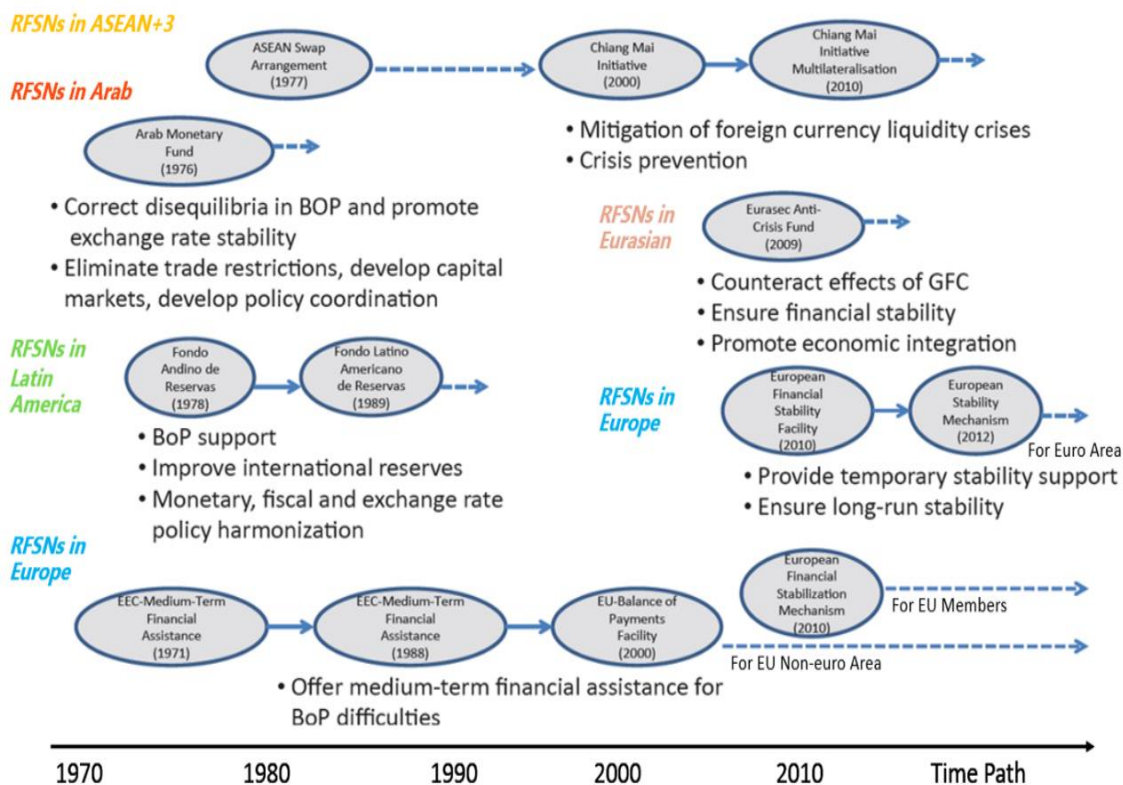 RFSNs in ASEAN+3
ASEAN Swap
Arrangement
(1977)
Chiang Mai
Initiative
(2000)
Chiang Mai
Initiative
Multilateralisation
(2010)
• Mitigation of foreign currency liquidity crises
• Crisis prevention
RFSNs in Arab
Arab Monetary
Fund
(1976)
• Correct disequilibria in BOP and promote
exchange rate stability
• Eliminate trade restrictions, develop capital
markets, develop policy coordination
RFSNs in
Eurasian
Eurasec Anti-
Crisis Fund
(2009)
• Counteract effects of GFC
• Ensure financial stability
• Promote economic integration
RFSNs in
Latin
America
Fondo
Andino de
Reservas
(1978)
Fondo Latino
Americano
de Reservas
(1989)
• BoP support
• Improve international reserves
• Monetary, fiscal and exchange rate
policy harmonization
RFSNs in
Europe
European
Financial
Stability
Facility
(2010)
European
Stability
Mechanism
(2012)
For Euro Area
• Provide temporary stability support
• Ensure long-run stability
RFSNs in
Europe
EEC-Medium-Term
Financial
Assistance
(1971)
EEC-Medium-Term
Financial
Assistance
(1988)
EU-Balance of
Payments
Facility
(2000)
European
Financial
Stabilization
Mechanism
(2010)
For EU Members
For EU Non-euro Area
• Offer medium-term financial assistance for
BoP difficulties
1970 1980 1990 2000 2010 Time Path